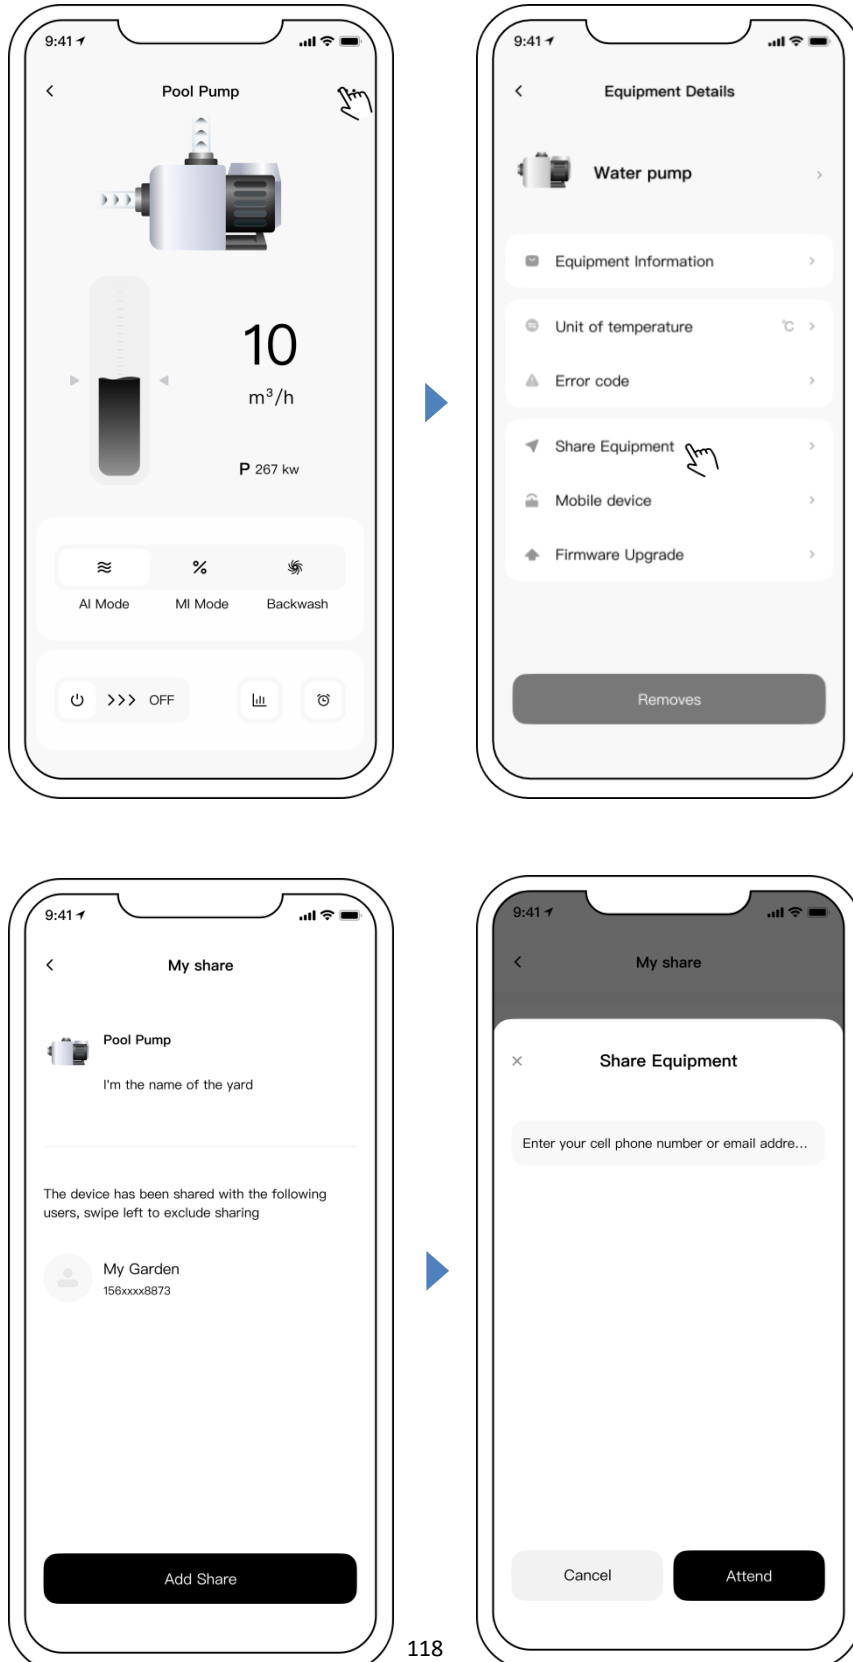 9:41
Pool Pump
10
m³/h
P 267 kw
AI Mode MI Mode Backwash
>>> OFF
9:41
Equipment Details
Water pump
Equipment Information
Unit of temperature °C
Error code
Share Equipment
Mobile device
Firmware Upgrade
Removes
9:41
My share
Pool Pump
I'm the name of the yard
The device has been shared with the following
users, swipe left to exclude sharing
My Garden
156xxxx8873
Add Share
9:41
My share
Share Equipment
Enter your cell phone number or email addre...
Cancel Attend
118